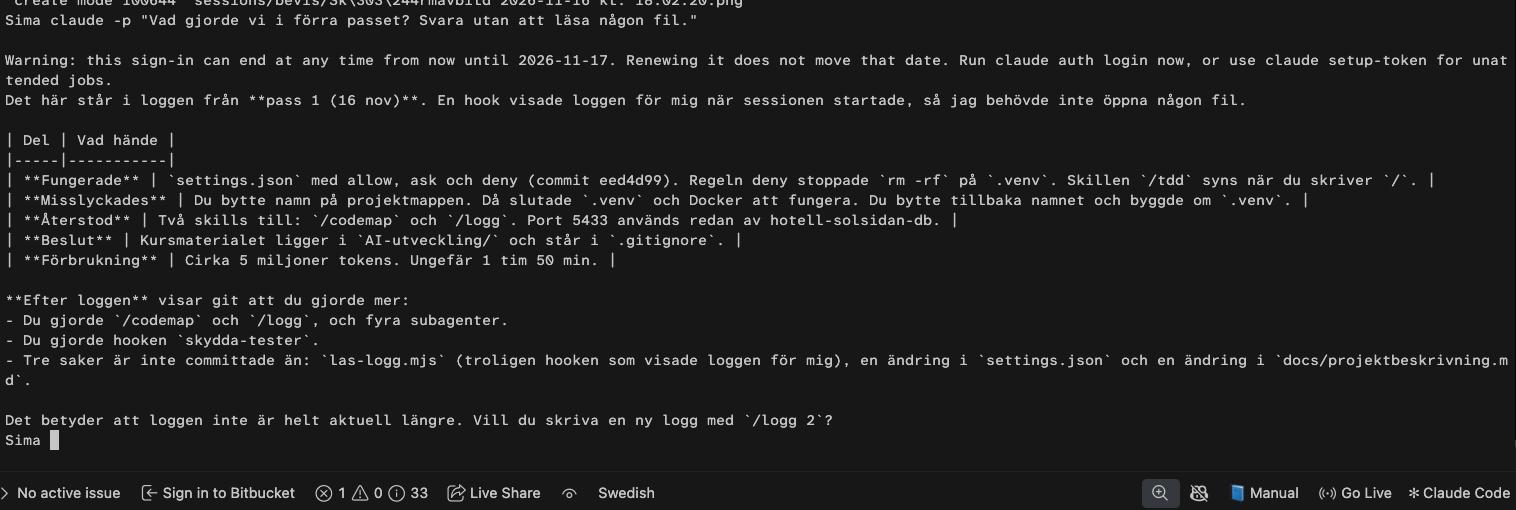 create mode 100644 "sessions/bevis/Sk\303\244rmavbild 2026-11-16 kl. 18.02.20.png"
Sima claude -p "Vad gjorde vi i förra passet? Svara utan att läsa någon fil."
Warning: this sign-in can end at any time from now until 2026-11-17. Renewing it does not move that date. Run claude auth login now, or use claude setup-token for unat
tended jobs.
Det här står i loggen från **pass 1 (16 nov)**. En hook visade loggen för mig när sessionen startade, så jag behövde inte öppna någon fil.
| Del | Vad hände |
|-----|-----------|
| **Fungerade** | `settings.json` med allow, ask och deny (commit eed4d99). Regeln deny stoppade `rm -rf` på `.venv`. Skillen `/tdd` syns när du skriver `/`. |
| **Misslyckades** | Du bytte namn på projektmappen. Då slutade `.venv` och Docker att fungera. Du bytte tillbaka namnet och byggde om `.venv`. |
| **Återstod** | Två skills till: `/codemap` och `/logg`. Port 5433 används redan av hotell-solsidan-db. |
| **Beslut** | Kursmaterialet ligger i `AI-utveckling/` och står i `.gitignore`. |
| **Förbrukning** | Cirka 5 miljoner tokens. Ungefär 1 tim 50 min. |
**Efter loggen** visar git att du gjorde mer:
- Du gjorde `/codemap` och `/logg`, och fyra subagenter.
- Du gjorde hooken `skydda-tester`.
- Tre saker är inte committade än: `las-logg.mjs` (troligen hooken som visade loggen för mig), en ändring i `settings.json` och en ändring i `docs/projektbeskrivning.m
d`.
Det betyder att loggen inte är helt aktuell längre. Vill du skriva en ny logg med `/logg 2`?
Sima
No active issue Sign in to Bitbucket 1 0 33 Live Share Swedish Manual Go Live Claude Code